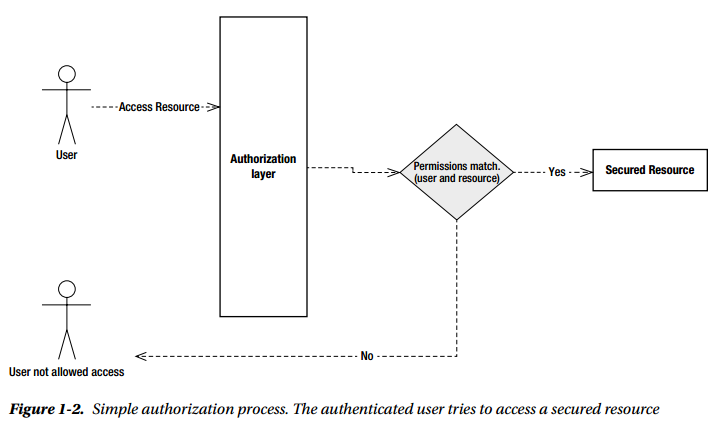 Access Resource
User
Authorization
layer
Permissions match.
(user and resource)
Yes
Secured Resource
No
User not allowed access
Figure 1-2. Simple authorization process. The authenticated user tries to access a secured resource